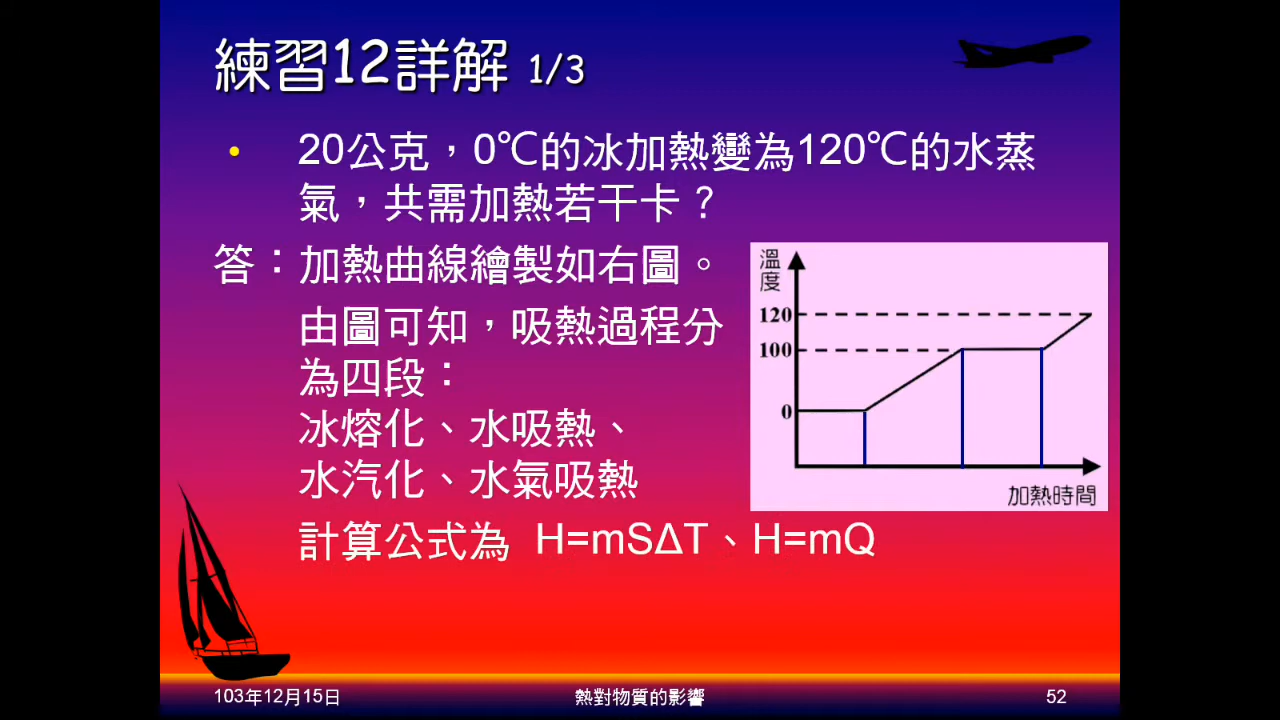 練習12詳解 1/3
• 20公克，0℃的冰加熱變為120℃的水蒸
氣，共需加熱若干卡？
答：加熱曲線繪製如右圖。
由圖可知，吸熱過程分
為四段：
冰熔化、水吸熱、
水汽化、水氣吸熱
計算公式為 H=mSΔT、H=mQ
溫度
120
100
0
加熱時間
103年12月15日
熱對物質的影響
52